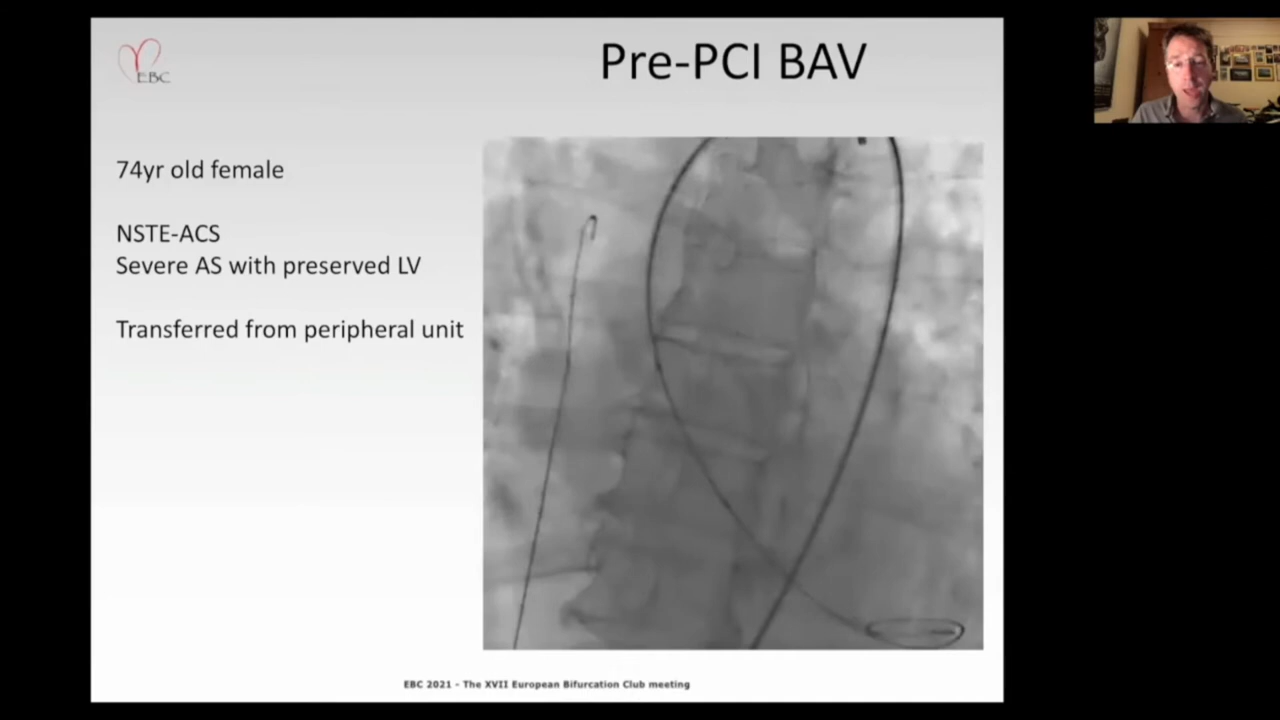 EBC
Pre-PCI BAV
74yr old female
NSTE-ACS
Severe AS with preserved LV
Transferred from peripheral unit
EBC 2021 - The XVII European Bifurcation Club meeting